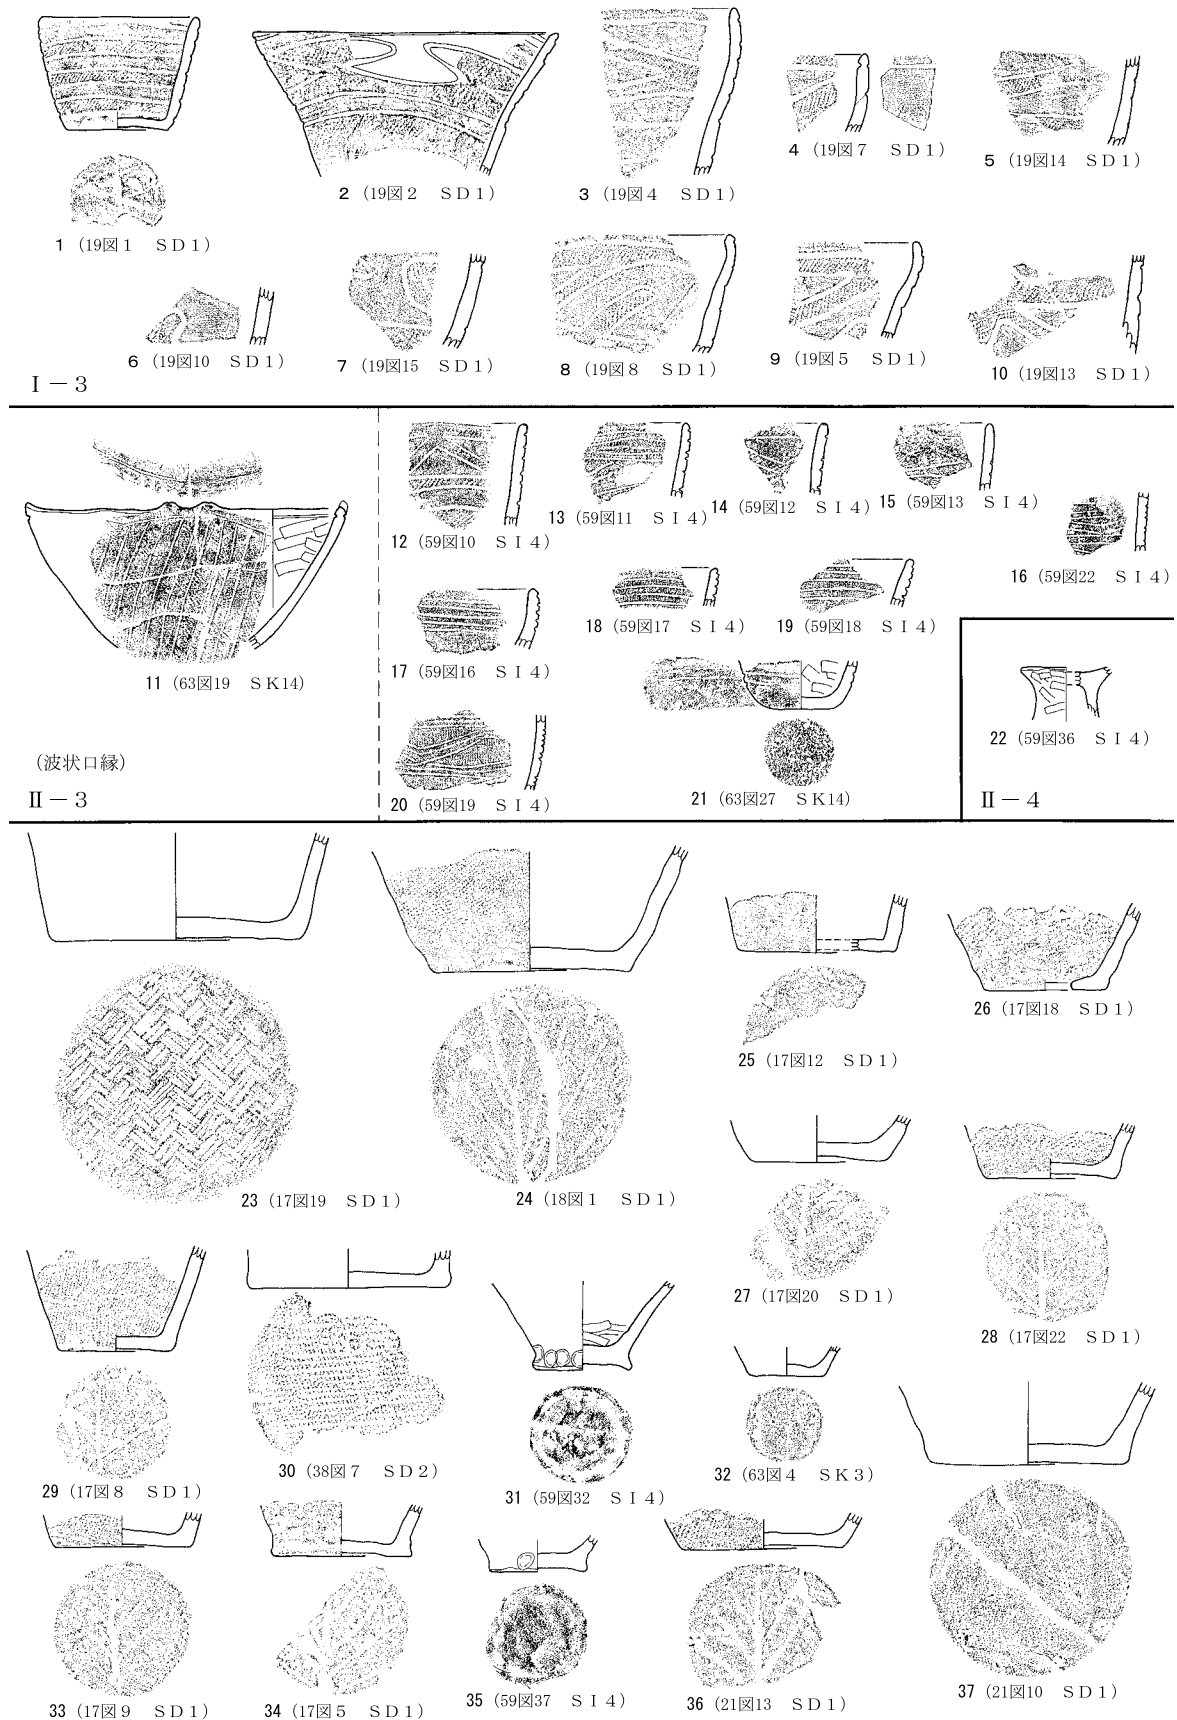 1（19図1　SD1）
2（19図2　SD1）
3（19図4　SD1）
4（19図7　SD1）
5（19図14　SD1）
6（19図10　SD1）
7（19図15　SD1）
8（19図8　SD1）
9（19図5　SD1）
10（19図13　SD1）
Ⅰ－3
11（63図19　SK14）
（波状口縁）
Ⅱ－3
12（59図10　SI4）
13（59図11　SI4）
14（59図12　SI4）
15（59図13　SI4）
16（59図22　SI4）
17（59図16　SI4）
18（59図17　SI4）
19（59図18　SI4）
20（59図19　SI4）
21（63図27　SK14）
22（59図36　SI4）
Ⅱ－4
23（17図19　SD1）
24（18図1　SD1）
25（17図12　SD1）
26（17図18　SD1）
27（17図20　SD1）
28（17図22　SD1）
29（17図8　SD1）
30（38図7　SD2）
31（59図32　SI4）
32（63図4　SK3）
33（17図9　SD1）
34（17図5　SD1）
35（59図37　SI4）
36（21図13　SD1）
37（21図10　SD1）